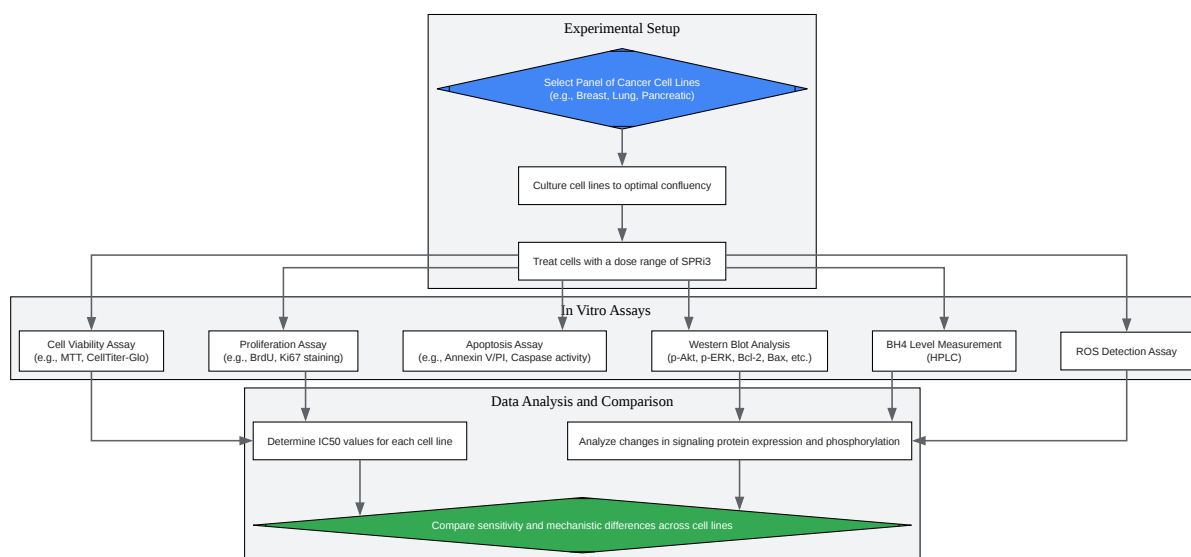 Experimental Setup
Select Panel of Cancer Cell Lines
(e.g., Breast, Lung, Pancreatic)
Culture cell lines to optimal confluency
Treat cells with a dose range of SPRi3
In Vitro Assays
Cell Viability Assay
(e.g., MTT, CellTiter-Glo)
Proliferation Assay
(e.g., BrdU, Ki67 staining)
Apoptosis Assay
(e.g., Annexin V/PI, Caspase activity)
Western Blot Analysis
(p-Akt, p-ERK, Bcl-2, Bax, etc.)
BH4 Level Measurement
(HPLC)
ROS Detection Assay
Data Analysis and Comparison
Determine IC50 values for each cell line
Analyze changes in signaling protein expression and phosphorylation
Compare sensitivity and mechanistic differences across cell lines